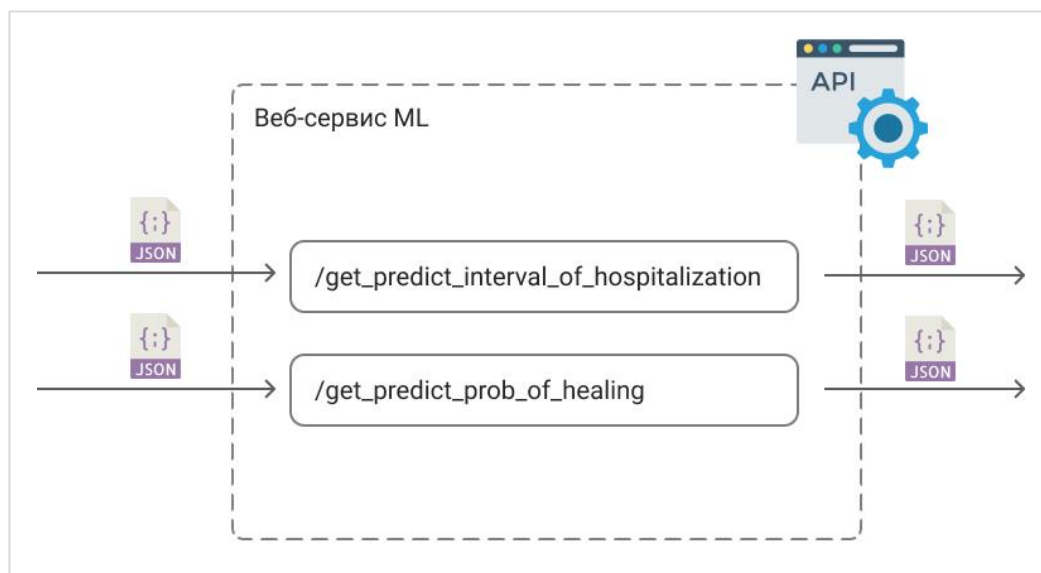 API
Веб-сервис ML
{;}
JSON
{;}
JSON
/get_predict_interval_of_hospitalization
{;}
JSON
{;}
JSON
/get_predict_prob_of_healing